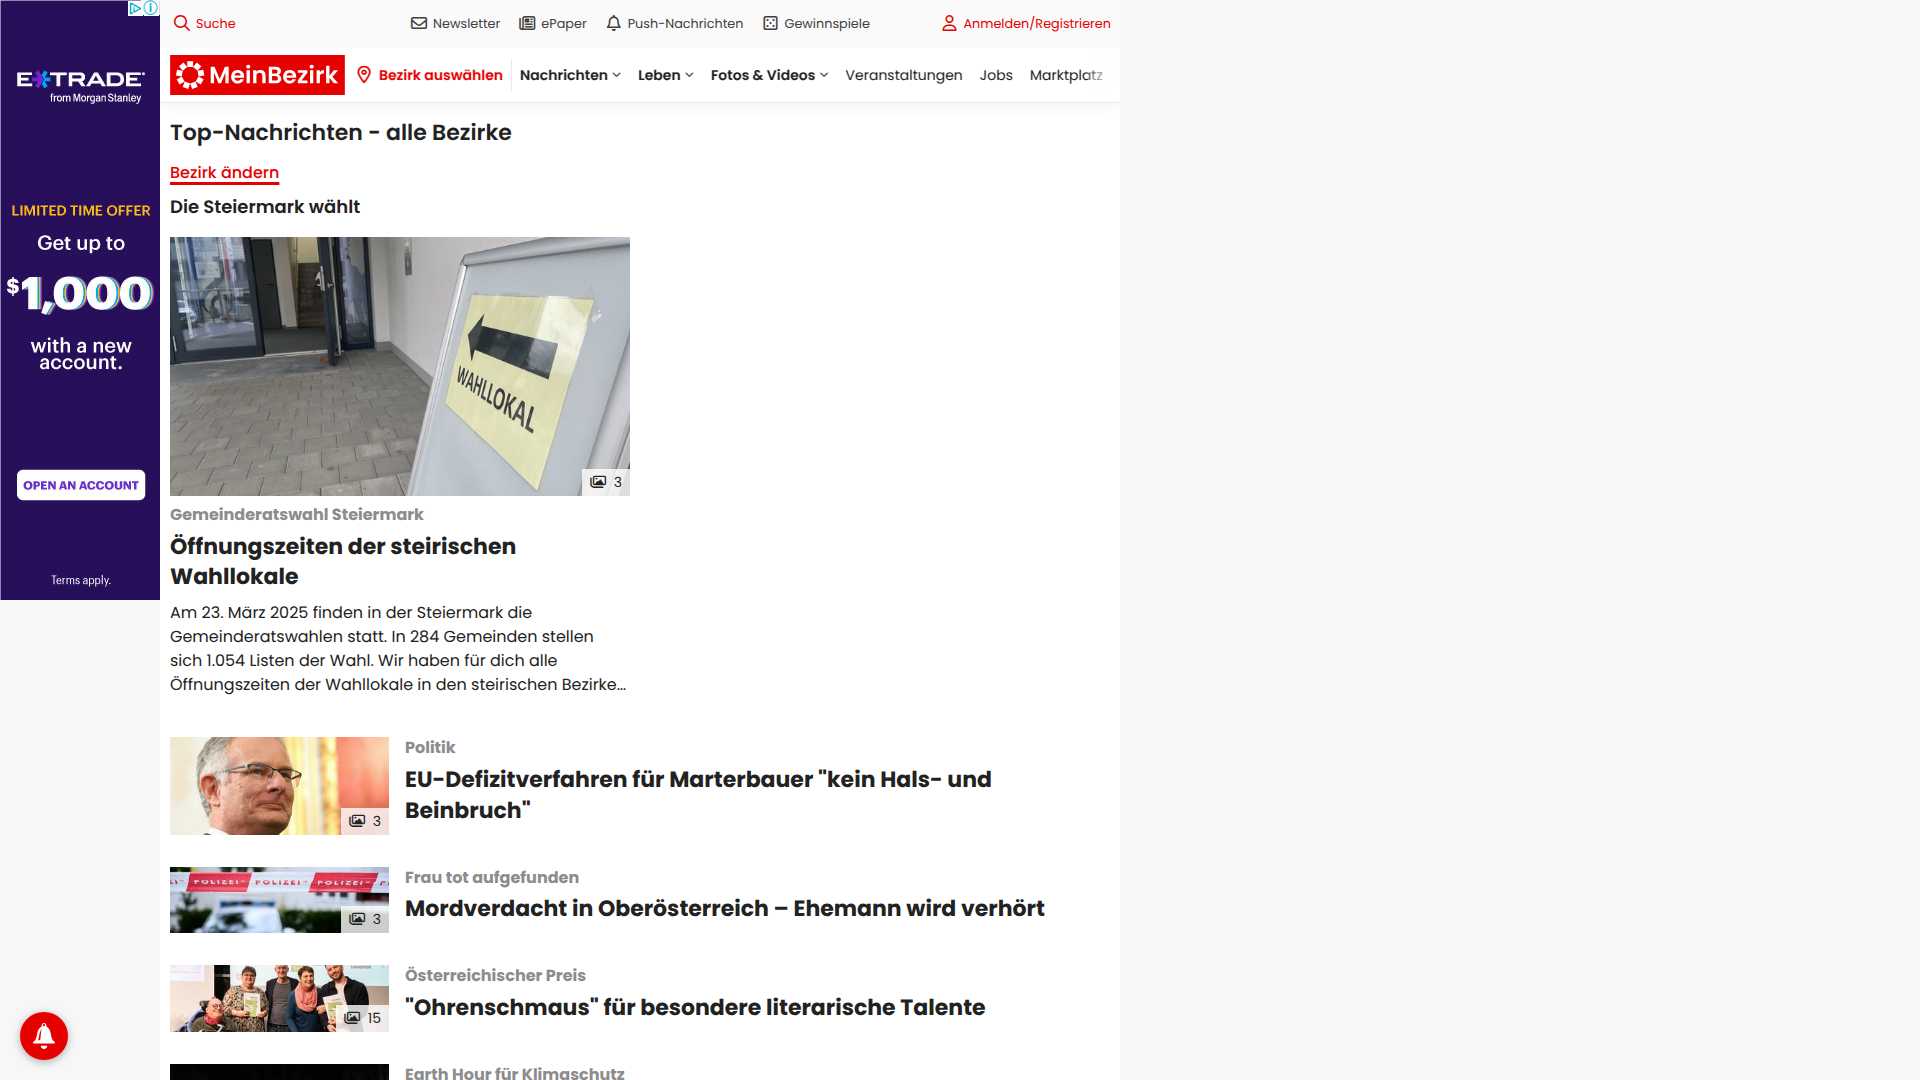 Suche
Newsletter
ePaper
Push-Nachrichten
Gewinnspiele
Anmelden/Registrieren
MeinBezirk
Bezirk auswählen
Nachrichten
Leben
Fotos & Videos
Veranstaltungen
Jobs
Marktplatz
E*TRADE
from Morgan Stanley
LIMITED TIME OFFER
Get up to
$1,000
with a new
account.
OPEN AN ACCOUNT
Terms apply.
Top-Nachrichten - alle Bezirke
Bezirk ändern
Die Steiermark wählt
WAHLLOKAL
3
Gemeinderatswahl Steiermark
Öffnungszeiten der steirischen
Wahllokale
Am 23. März 2025 finden in der Steiermark die
Gemeinderatswahlen statt. In 284 Gemeinden stellen
sich 1.054 Listen der Wahl. Wir haben für dich alle
Öffnungszeiten der Wahllokale in den steirischen Bezirke...
3
Politik
EU-Defizitverfahren für Marterbauer "kein Hals- und
Beinbruch"
POLIZEI POLIZEI POLIZEI
3
Frau tot aufgefunden
Mordverdacht in Oberösterreich – Ehemann wird verhört
15
Österreichischer Preis
"Ohrenschmaus" für besondere literarische Talente
Earth Hour für Klimaschutz